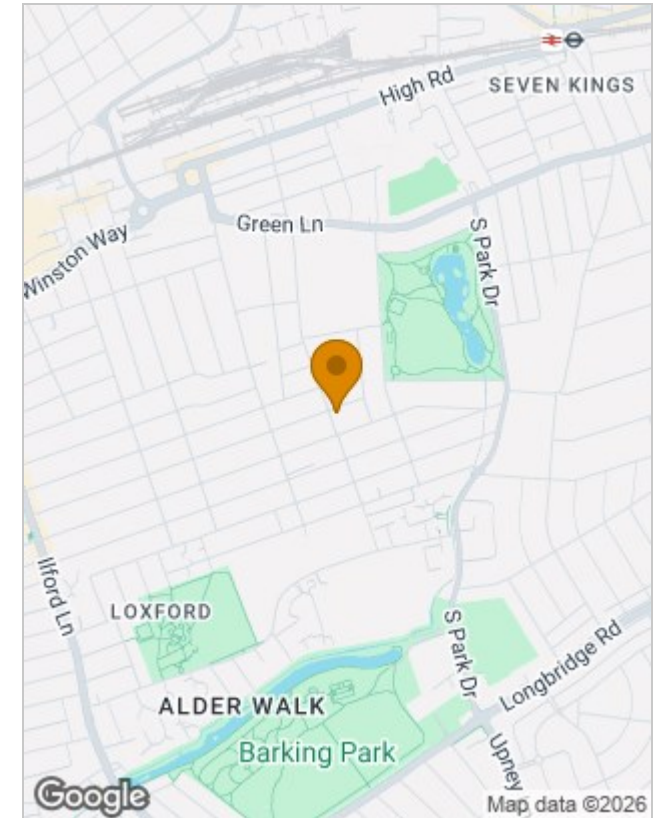 High Rd
SEVEN KINGS
Green Ln
Winston Way
S Park Dr
Ilford Ln
LOXFORD
S Park Dr
Longbridge Rd
ALDER WALK
Barking Park
Upney
Google
Map data ©2026